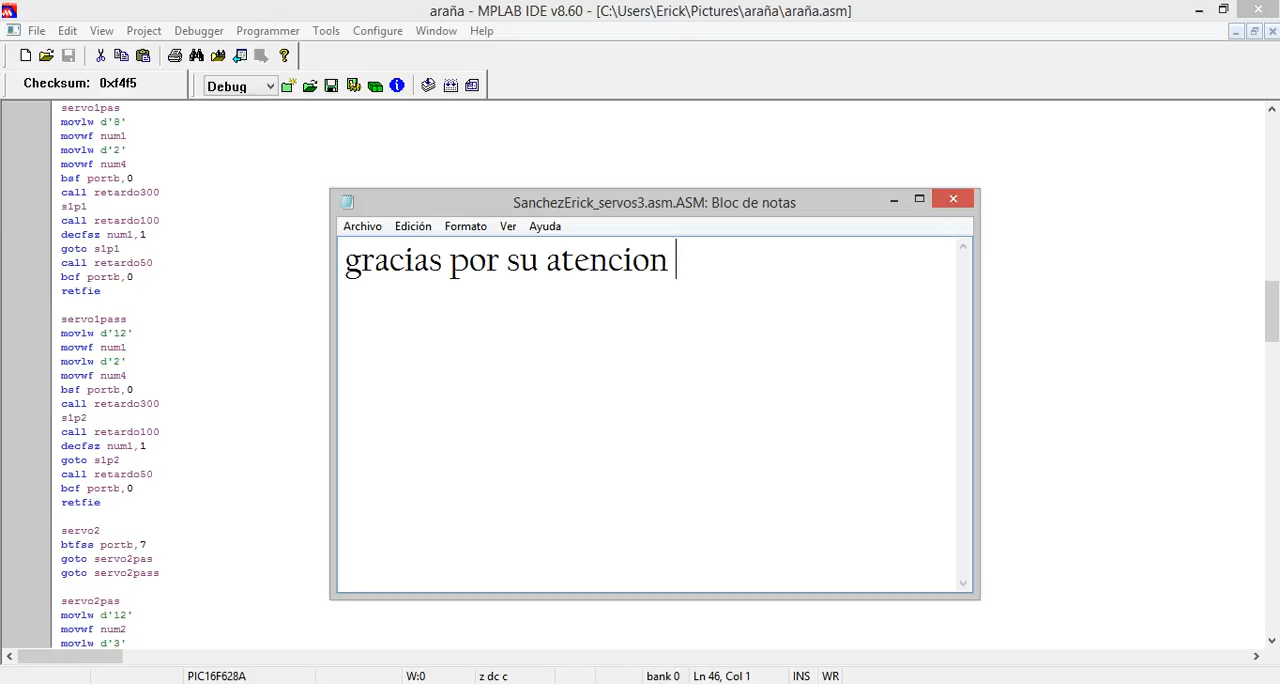 araña - MPLAB IDE v8.60 - [C:\Users\Erick\Pictures\araña\araña.asm]
File Edit View Project Debugger Programmer Tools Configure Window Help
Checksum: 0xf4f5 Debug
servo1pas
movlw d'8'
movwf num1
movlw d'2'
movwf num4
bsf portb,0
call retardo300
s1p1
call retardo100
decfsz num1,1
goto s1p1
call retardo50
bcf portb,0
retfie
servo1pass
movlw d'12'
movwf num1
movlw d'2'
movwf num4
bsf portb,0
call retardo300
s1p2
call retardo100
decfsz num1,1
goto s1p2
call retardo50
bcf portb,0
retfie
servo2
btfss portb,7
goto servo2pas
goto servo2pass
servo2pas
movlw d'12'
movwf num2
movlw d'3'
SanchezErick_servos3.asm.ASM: Bloc de notas
Archivo Edición Formato Ver Ayuda
gracias por su atencion
PIC16F628A W:0 z dc c bank 0 Ln 46, Col 1 INS WR